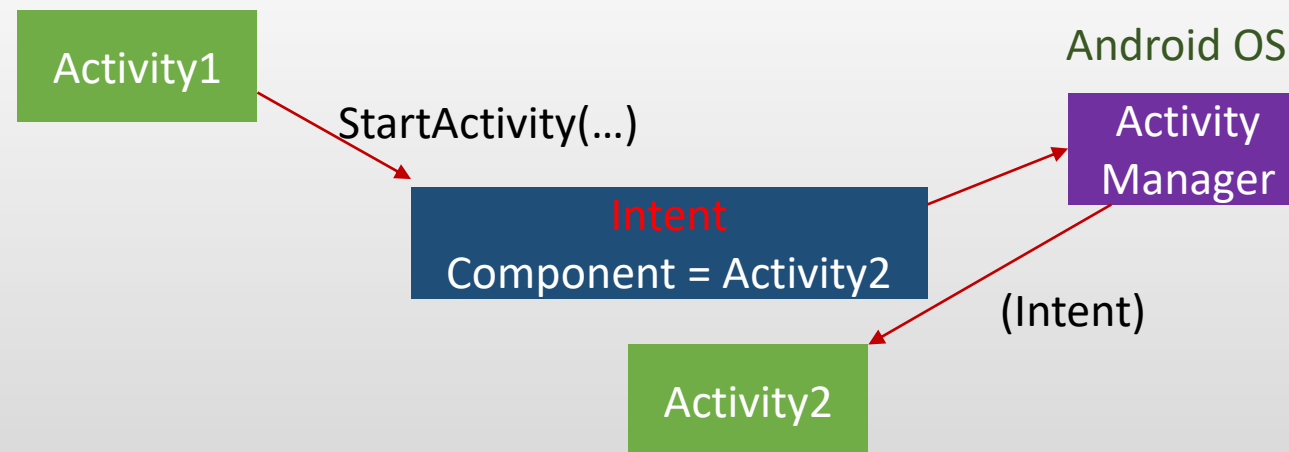 Activity1
Android OS
StartActivity(…)
Activity
Manager
Intent
Component = Activity2
(Intent)
Activity2